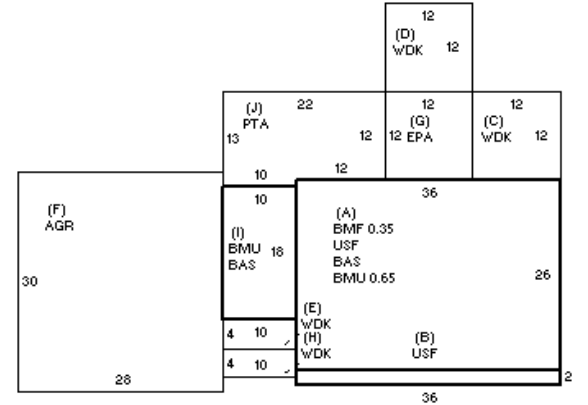 12
(D)
WDK 12
(J) 22 12 12
PTA (G) (C)
13 12 12 EPA WDK 12
10 12
10 36
(F) (A)
AGR BMF 0.35
(I) USF
BMU 18 BAS
BAS BMU 0.65
30 26
(E)
WDK
4 10 (H) (B)
WDK USF
4 10
28 2
36